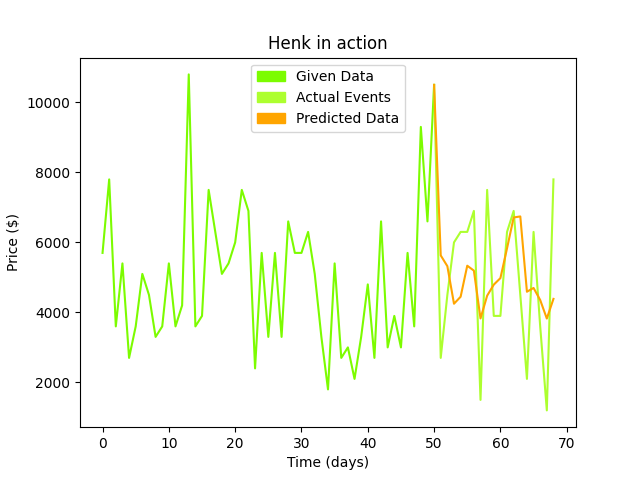 Henk in action
Given Data
Actual Events
Predicted Data
Price ($)
10000
8000
6000
4000
2000
0 10 20 30 40 50 60 70
Time (days)